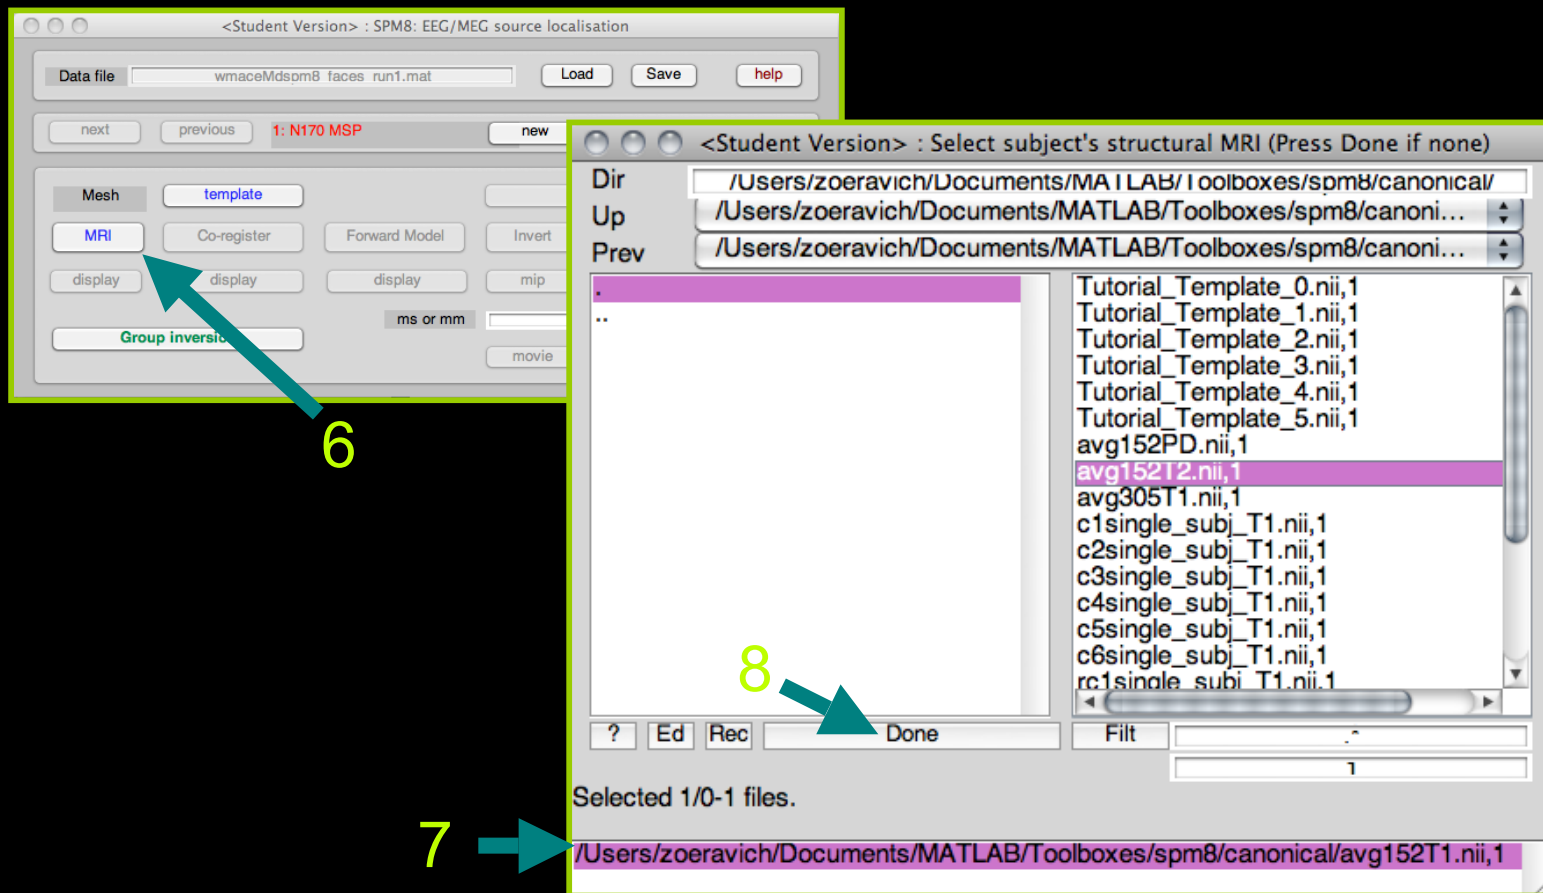 <Student Version> : SPM8: EEG/MEG source localisation
Data file wmaceMdspm8_faces_run1.mat Load Save help
next previous 1: N170 MSP new
Mesh template
MRI Co-register Forward Model Invert
display display display mip
ms or mm
Group inversi
movie
6
<Student Version> : Select subject's structural MRI (Press Done if none)
Dir /Users/zoeravich/Documents/MATLAB/Toolboxes/spm8/canonical/
Up /Users/zoeravich/Documents/MATLAB/Toolboxes/spm8/canoni...
Prev /Users/zoeravich/Documents/MATLAB/Toolboxes/spm8/canoni...
.
..
Tutorial_Template_0.nii,1
Tutorial_Template_1.nii,1
Tutorial_Template_2.nii,1
Tutorial_Template_3.nii,1
Tutorial_Template_4.nii,1
Tutorial_Template_5.nii,1
avg152PD.nii,1
avg152T2.nii,1
avg305T1.nii,1
c1single_subj_T1.nii,1
c2single_subj_T1.nii,1
c3single_subj_T1.nii,1
c4single_subj_T1.nii,1
c5single_subj_T1.nii,1
c6single_subj_T1.nii,1
rc1single_subj_T1.nii,1
8
? Ed Rec Done Filt
1
Selected 1/0-1 files.
7
/Users/zoeravich/Documents/MATLAB/Toolboxes/spm8/canonical/avg152T1.nii,1